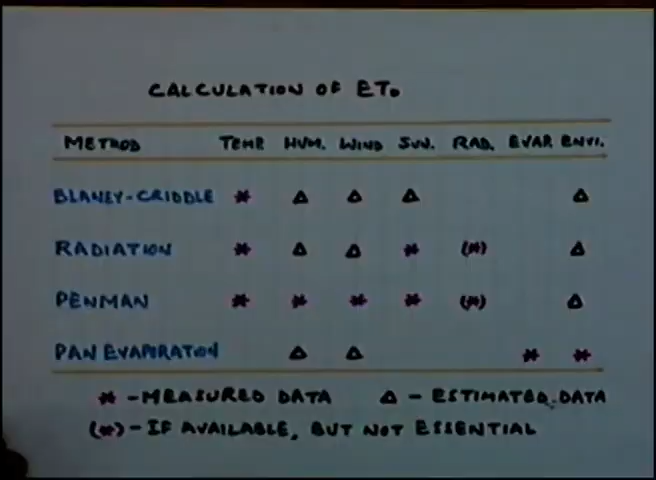 CALCULATION OF ETo
METHOD TEMP HUM. WIND SUN. RAD. EVAP. ENVI.
BLANEY-CRIDDLE * Δ Δ Δ Δ
RADIATION * Δ Δ * (*) Δ
PENMAN * * * * (*) Δ
PAN EVAPORATION Δ Δ * *
* - MEASURED DATA Δ - ESTIMATED DATA
(*) - IF AVAILABLE, BUT NOT ESSENTIAL